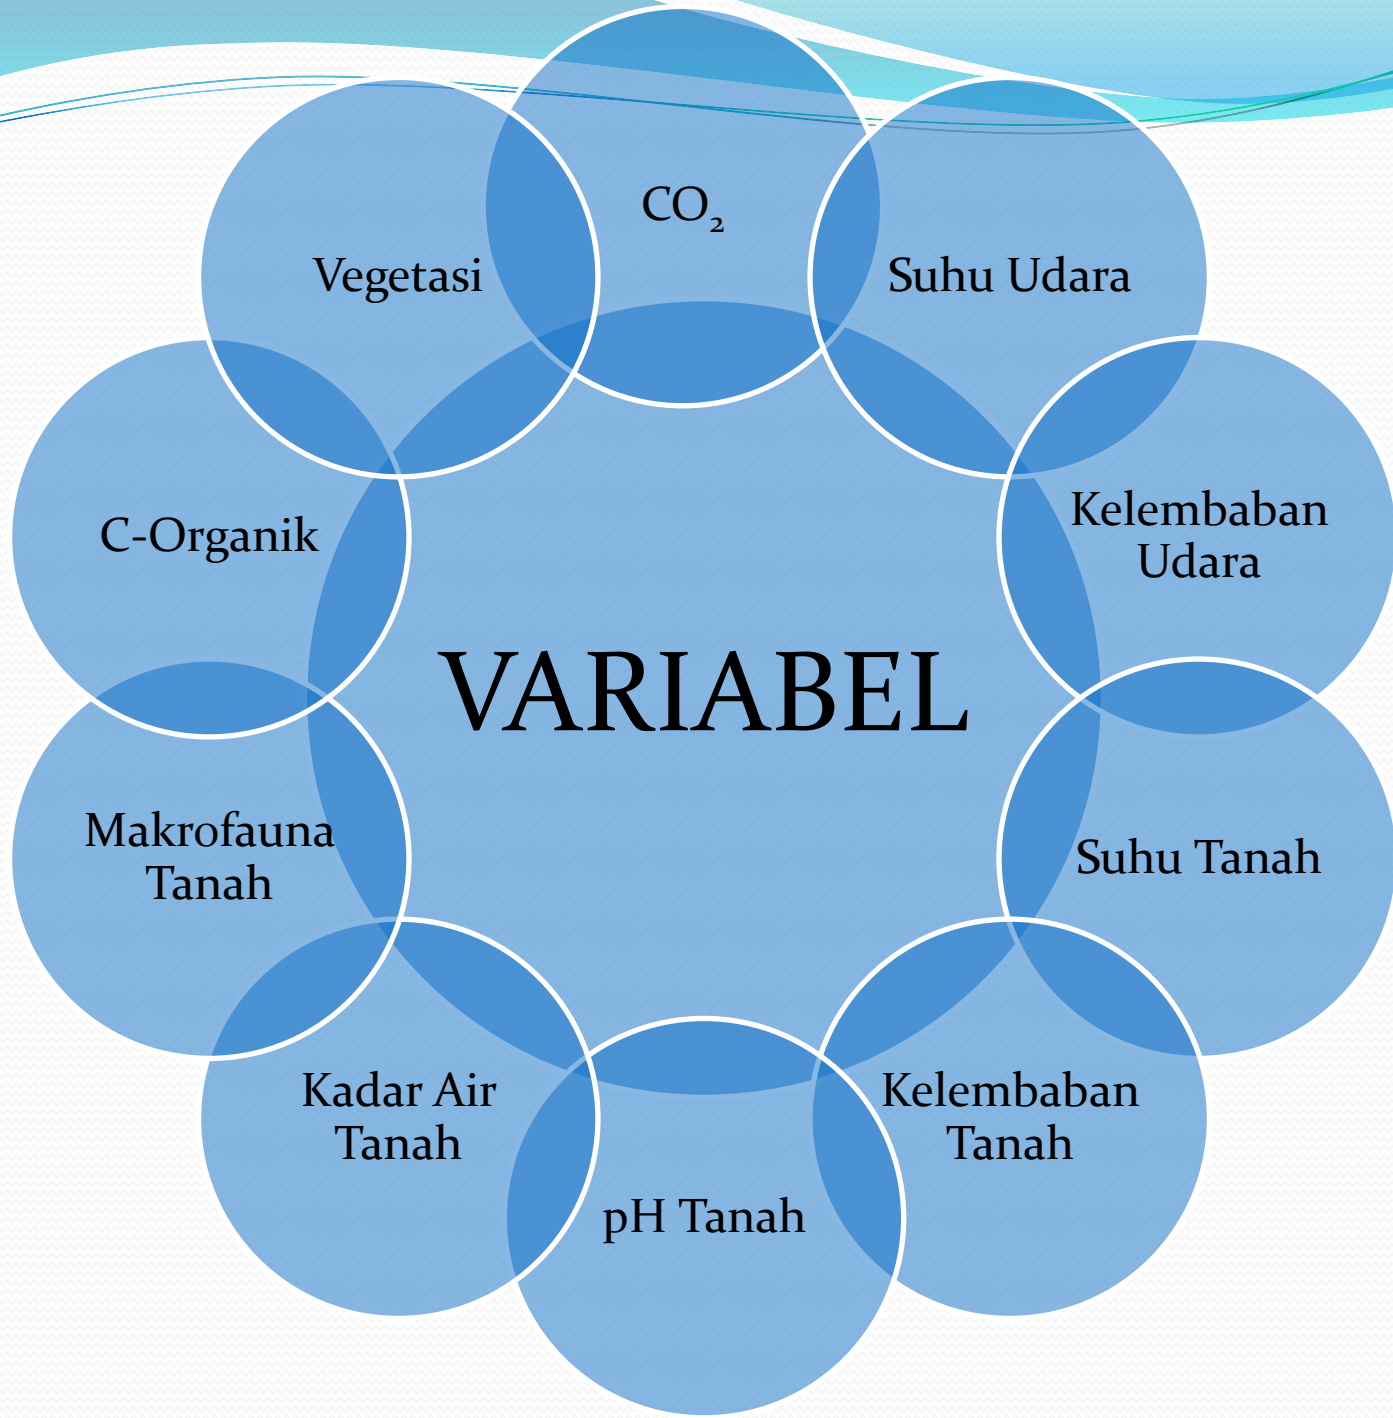 CO₂
Suhu Udara
Kelembaban
Udara
Suhu Tanah
Kelembaban
Tanah
pH Tanah
Kadar Air
Tanah
Makrofauna
Tanah
C-Organik
Vegetasi
VARIABEL